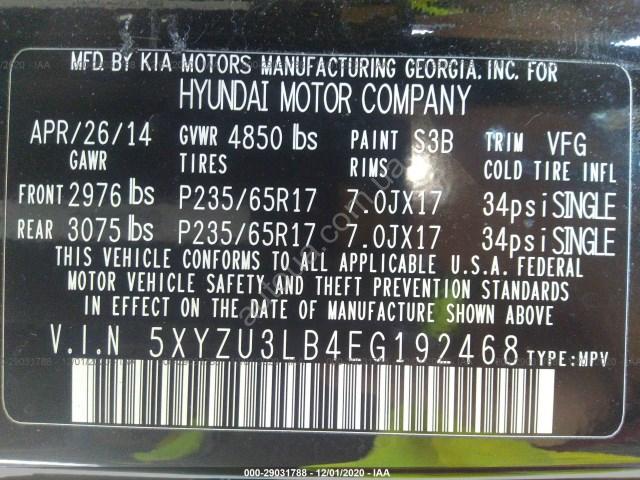 MFD. BY KIA MOTORS MANUFACTURING GEORGIA. INC. FOR
HYUNDAI MOTOR COMPANY
APR/26/14 GVWR 4850 lbs PAINT S3B TRIM VFG
GAWR TIRES RIMS COLD TIRE INFL
FRONT 2976 lbs P235/65R17 7.0JX17 34psi SINGLE
REAR 3075 lbs P235/65R17 7.0JX17 34psi SINGLE
THIS VEHICLE CONFORMS TO ALL APPLICABLE U.S.A. FEDERAL
MOTOR VEHICLE SAFETY AND THEFT PREVENTION STANDARDS
IN EFFECT ON THE DATE OF MANUFACTURE SHOWN ABOVE.
V.I.N 5XYZU3LB4EG192468 TYPE:MPV
000-29031788 - 12/01/2020 - IAA